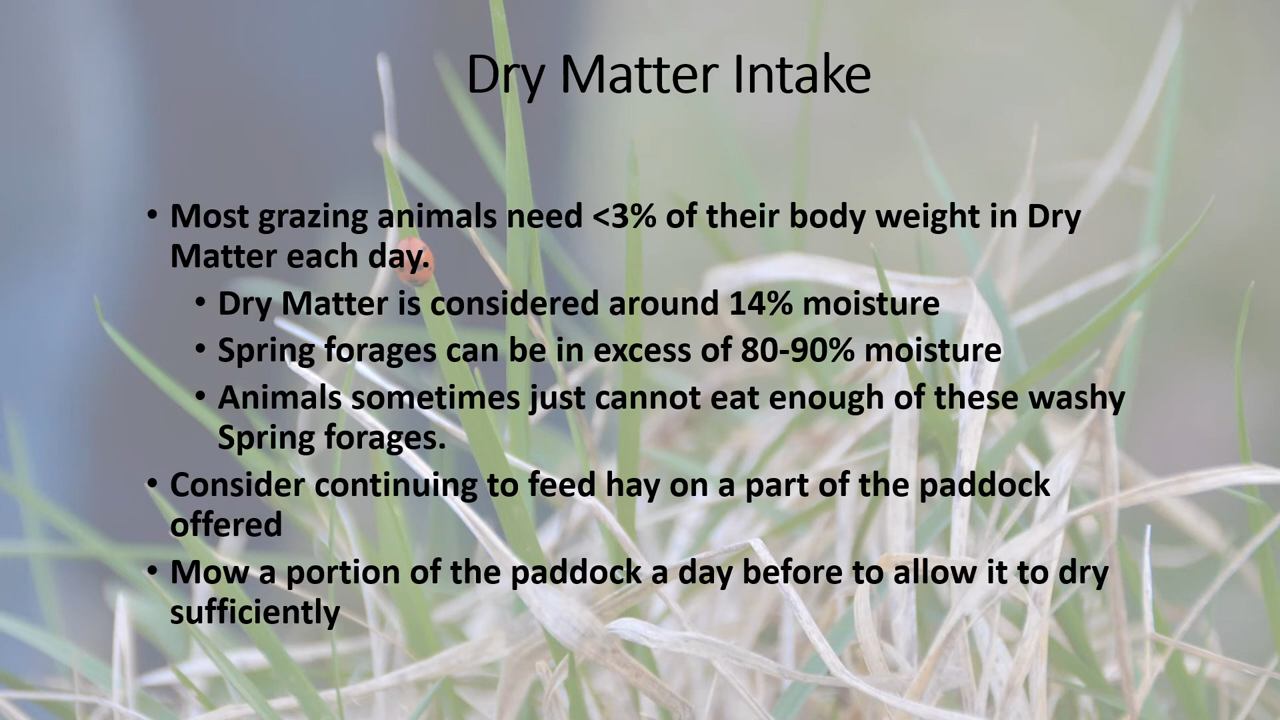 Dry Matter Intake
• Most grazing animals need <3% of their body weight in Dry
Matter each day.
• Dry Matter is considered around 14% moisture
• Spring forages can be in excess of 80-90% moisture
• Animals sometimes just cannot eat enough of these washy
Spring forages.
• Consider continuing to feed hay on a part of the paddock
offered
• Mow a portion of the paddock a day before to allow it to dry
sufficiently